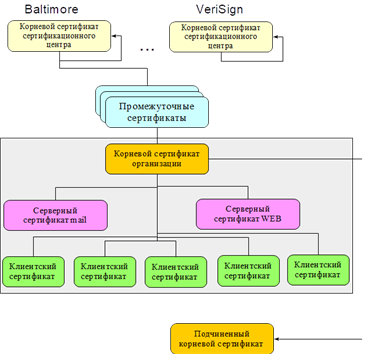 Baltimore
VeriSign
Корневой сертификат
сертификационного
центра
...
Корневой сертификат
сертификационного
центра
Промежуточные
сертификаты
Корневой сертификат
организации
Серверный
сертификат mail
Серверный
сертификат WEB
Клиентский
сертификат
Клиентский
сертификат
Клиентский
сертификат
Клиентский
сертификат
Клиентский
сертификат
Подчиненный
корневой сертификат